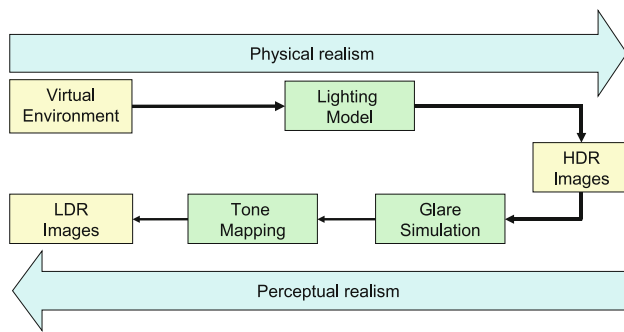 Physical realism
Virtual
Environment
Lighting
Model
HDR
Images
LDR
Images
Tone
Mapping
Glare
Simulation
Perceptual realism